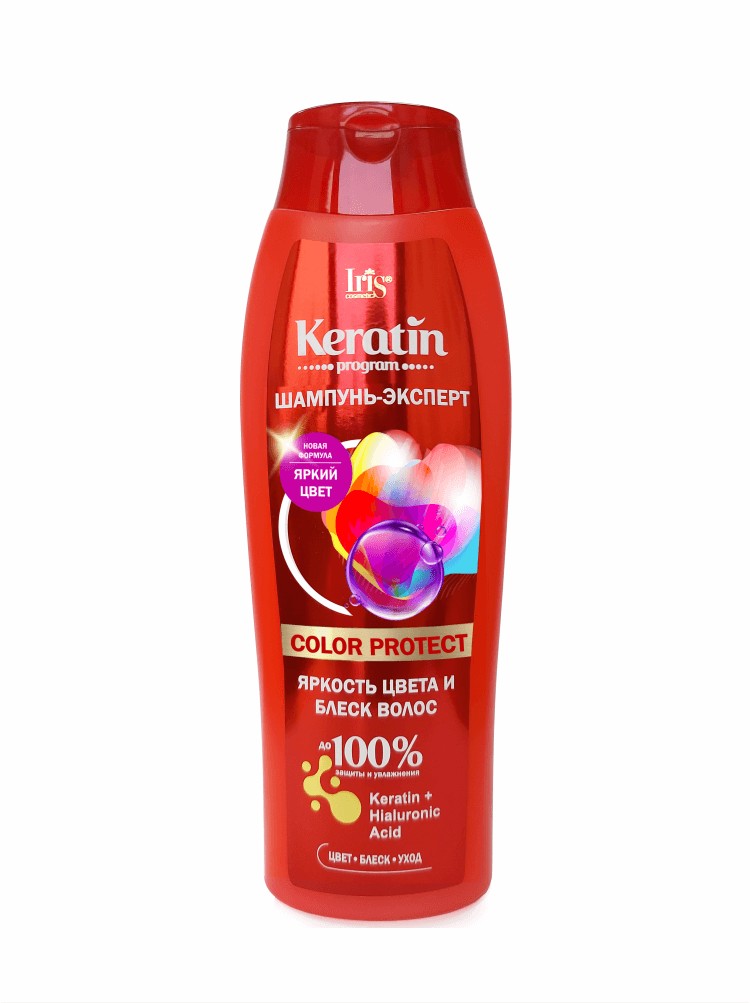 Iris®
cosmetic
Keratin
program
ШАМПУНЬ-ЭКСПЕРТ
НОВАЯ
ФОРМУЛА
ЯРКИЙ
ЦВЕТ
COLOR PROTECT
ЯРКОСТЬ ЦВЕТА И
БЛЕСК ВОЛОС
до 100%
защиты и увлажнения
Keratin +
Hialuronic
Acid
ЦВЕТ • БЛЕСК • УХОД